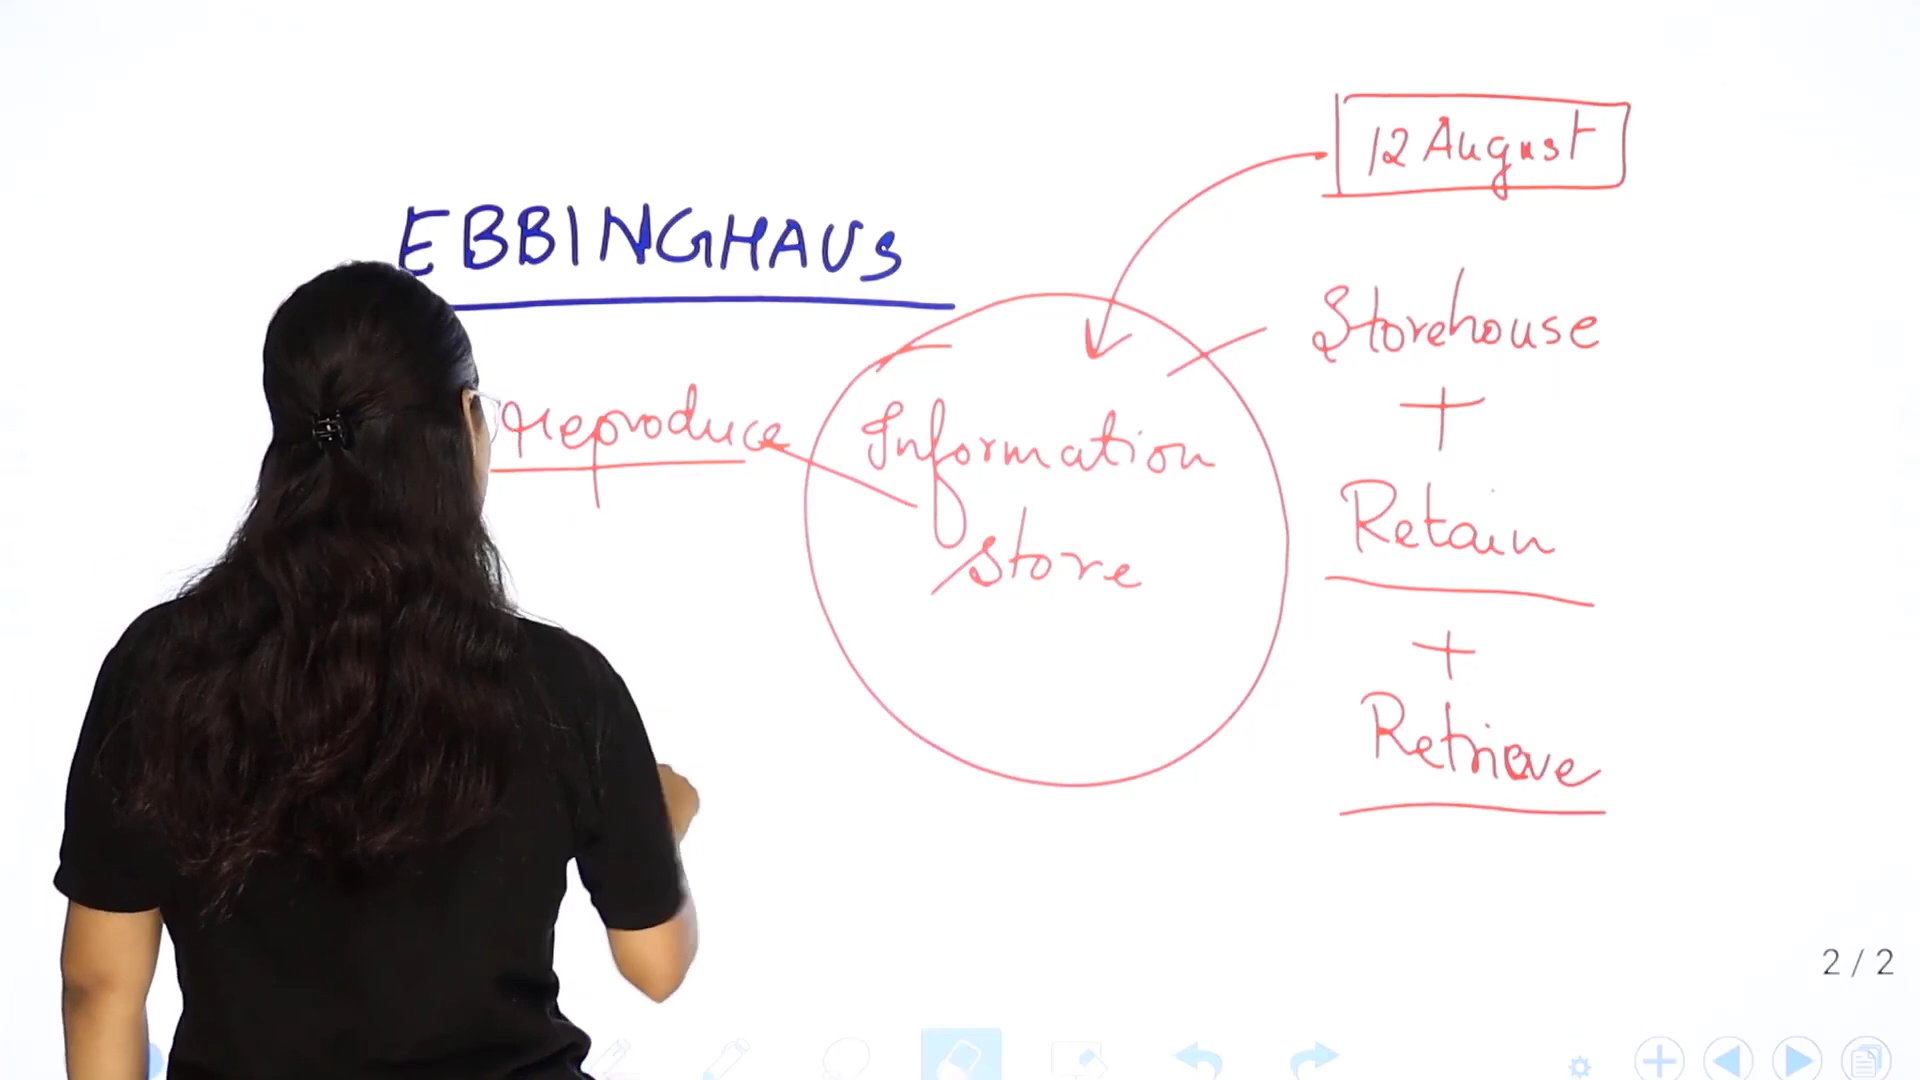 12 August
EBBINGHAUS
Storehouse
+
reproduce
Information
store
Retain
+
Retrieve
2 / 2